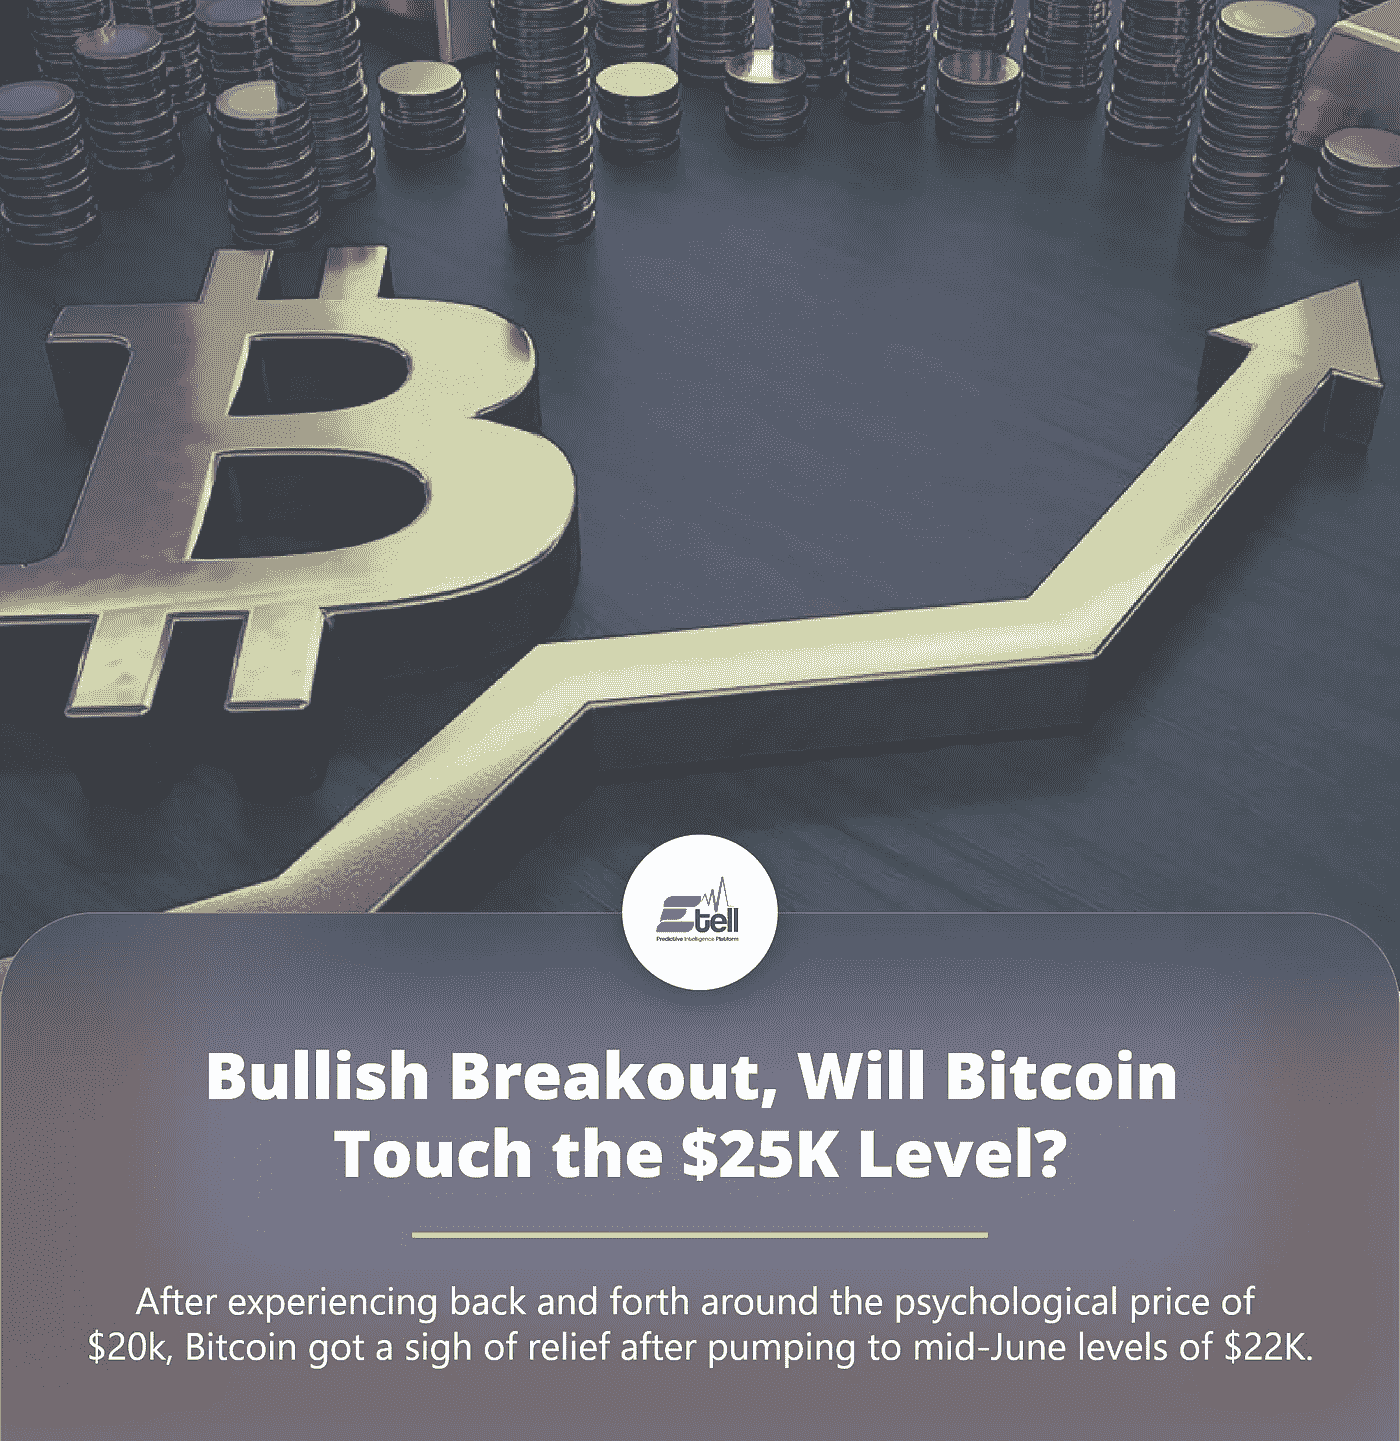 Etell
Predictive Intelligence Platform
Bullish Breakout, Will Bitcoin
Touch the $25K Level?
After experiencing back and forth around the psychological price of
$20k, Bitcoin got a sigh of relief after pumping to mid-June levels of $22K.